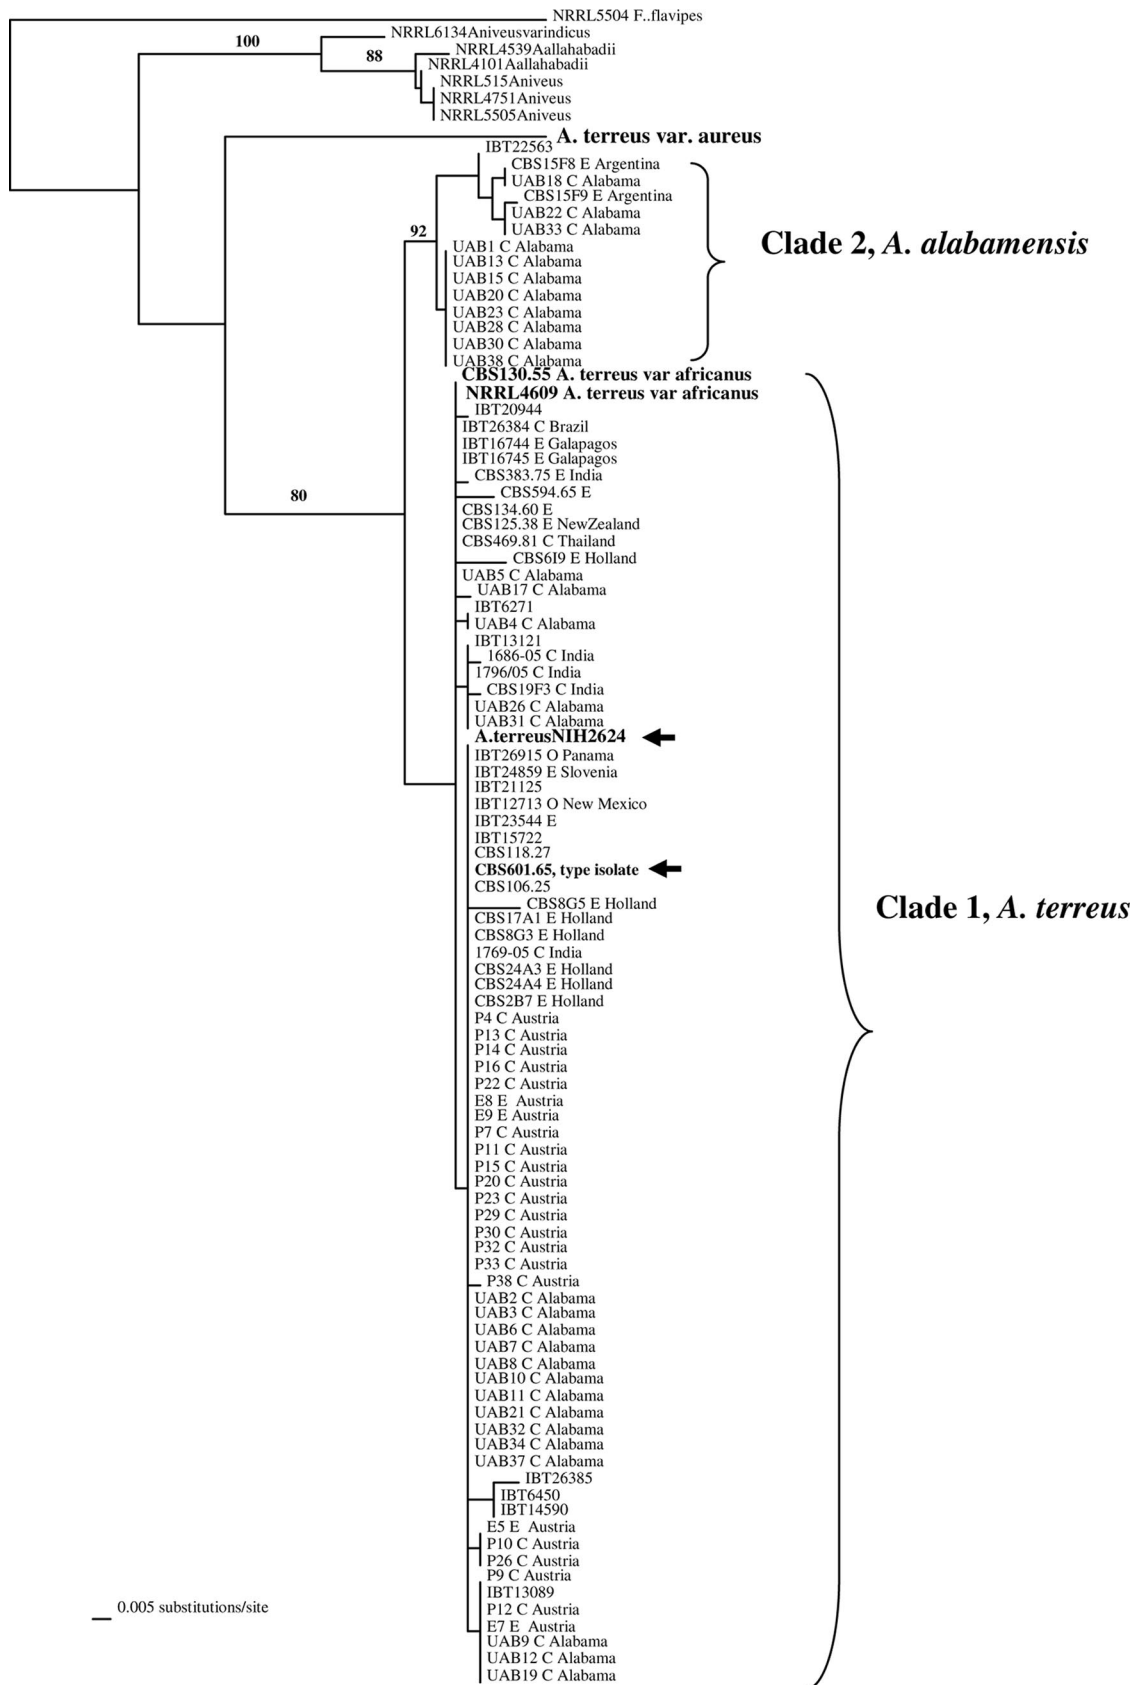 NRRL5504 F..flavipes
NRRL6134Aniveusvarindicus
100
NRRL4539Aallahabadii
88
NRRL4101Aallahabadii
NRRL515Aniveus
NRRL4751Aniveus
NRRL5505Aniveus
A. terreus var. aureus
IBT22563
CBS15F8 E Argentina
UAB18 C Alabama
CBS15F9 E Argentina
UAB22 C Alabama
UAB33 C Alabama
92
Clade 2, A. alabamensis
UAB1 C Alabama
UAB13 C Alabama
UAB15 C Alabama
UAB20 C Alabama
UAB23 C Alabama
UAB28 C Alabama
UAB30 C Alabama
UAB38 C Alabama
CBS130.55 A. terreus var africanus
NRRL4609 A. terreus var africanus
IBT20944
IBT26384 C Brazil
IBT16744 E Galapagos
IBT16745 E Galapagos
CBS383.75 E India
80
CBS594.65 E
CBS134.60 E
CBS125.38 E NewZealand
CBS469.81 C Thailand
CBS6I9 E Holland
UAB5 C Alabama
UAB17 C Alabama
IBT6271
UAB4 C Alabama
IBT13121
1686-05 C India
1796/05 C India
CBS19F3 C India
UAB26 C Alabama
UAB31 C Alabama
A.terreusNIH2624
IBT26915 O Panama
IBT24859 E Slovenia
IBT21125
IBT12713 O New Mexico
IBT23544 E
IBT15722
CBS118.27
CBS601.65, type isolate
CBS106.25
CBS8G5 E Holland
Clade 1, A. terreus
CBS17A1 E Holland
CBS8G3 E Holland
1769-05 C India
CBS24A3 E Holland
CBS24A4 E Holland
CBS2B7 E Holland
P4 C Austria
P13 C Austria
P14 C Austria
P16 C Austria
P22 C Austria
E8 E  Austria
E9 E Austria
P7 C Austria
P11 C Austria
P15 C Austria
P20 C Austria
P23 C Austria
P29 C Austria
P30 C Austria
P32 C Austria
P33 C Austria
P38 C Austria
UAB2 C Alabama
UAB3 C Alabama
UAB6 C Alabama
UAB7 C Alabama
UAB8 C Alabama
UAB10 C Alabama
UAB11 C Alabama
UAB21 C Alabama
UAB32 C Alabama
UAB34 C Alabama
UAB37 C Alabama
IBT26385
IBT6450
IBT14590
E5 E  Austria
P10 C Austria
P26 C Austria
P9 C Austria
IBT13089
0.005 substitutions/site
P12 C Austria
E7 E  Austria
UAB9 C Alabama
UAB12 C Alabama
UAB19 C Alabama